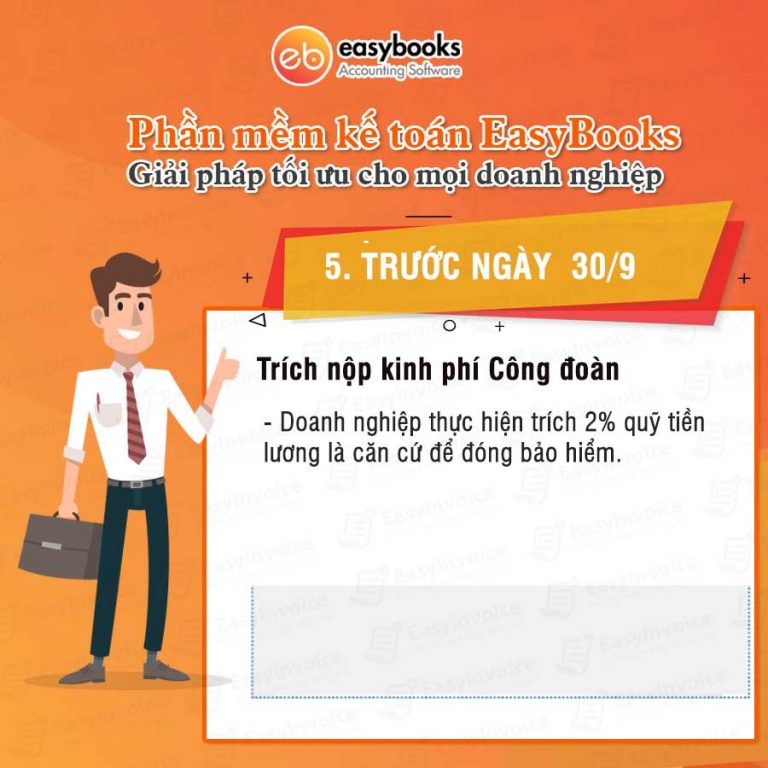 eb easybooks
Accounting Software
Phần mềm kế toán EasyBooks
Giải pháp tối ưu cho mọi doanh nghiệp
5. TRƯỚC NGÀY 30/9
Trích nộp kinh phí Công đoàn
- Doanh nghiệp thực hiện trích 2% quỹ tiền
lương là căn cứ để đóng bảo hiểm.
EasyInvoice